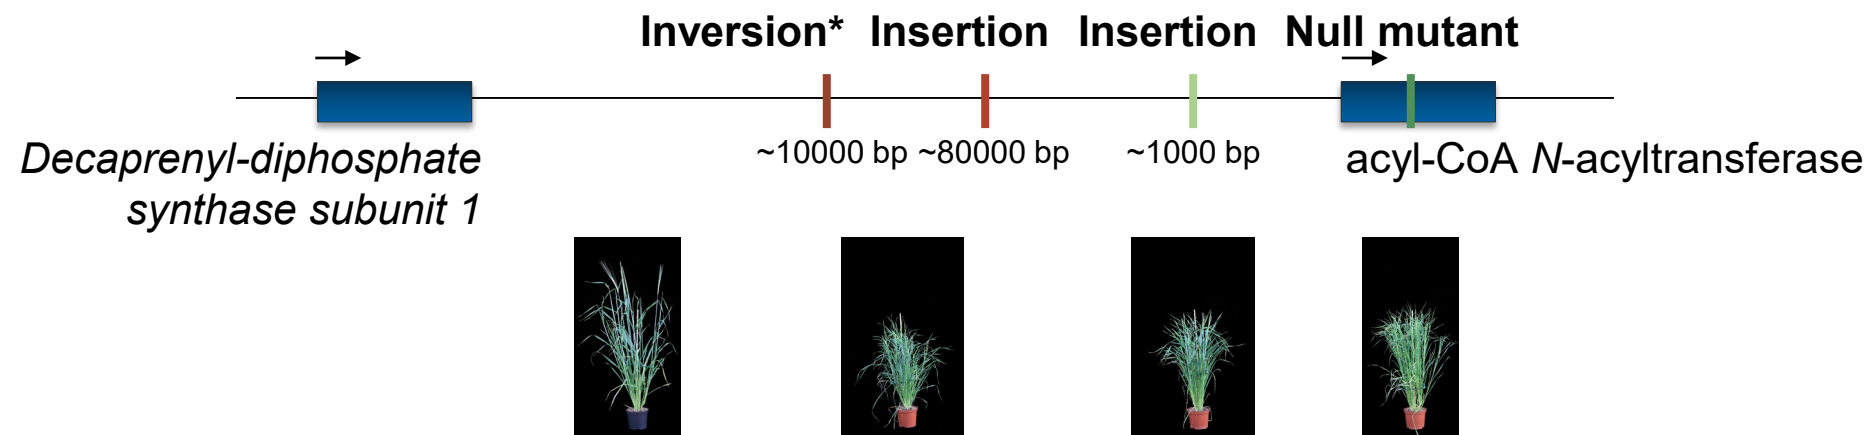 Inversion* Insertion Insertion Null mutant
~10000 bp ~80000 bp ~1000 bp
Decaprenyl-diphosphate
synthase subunit 1
acyl-CoA N-acyltransferase